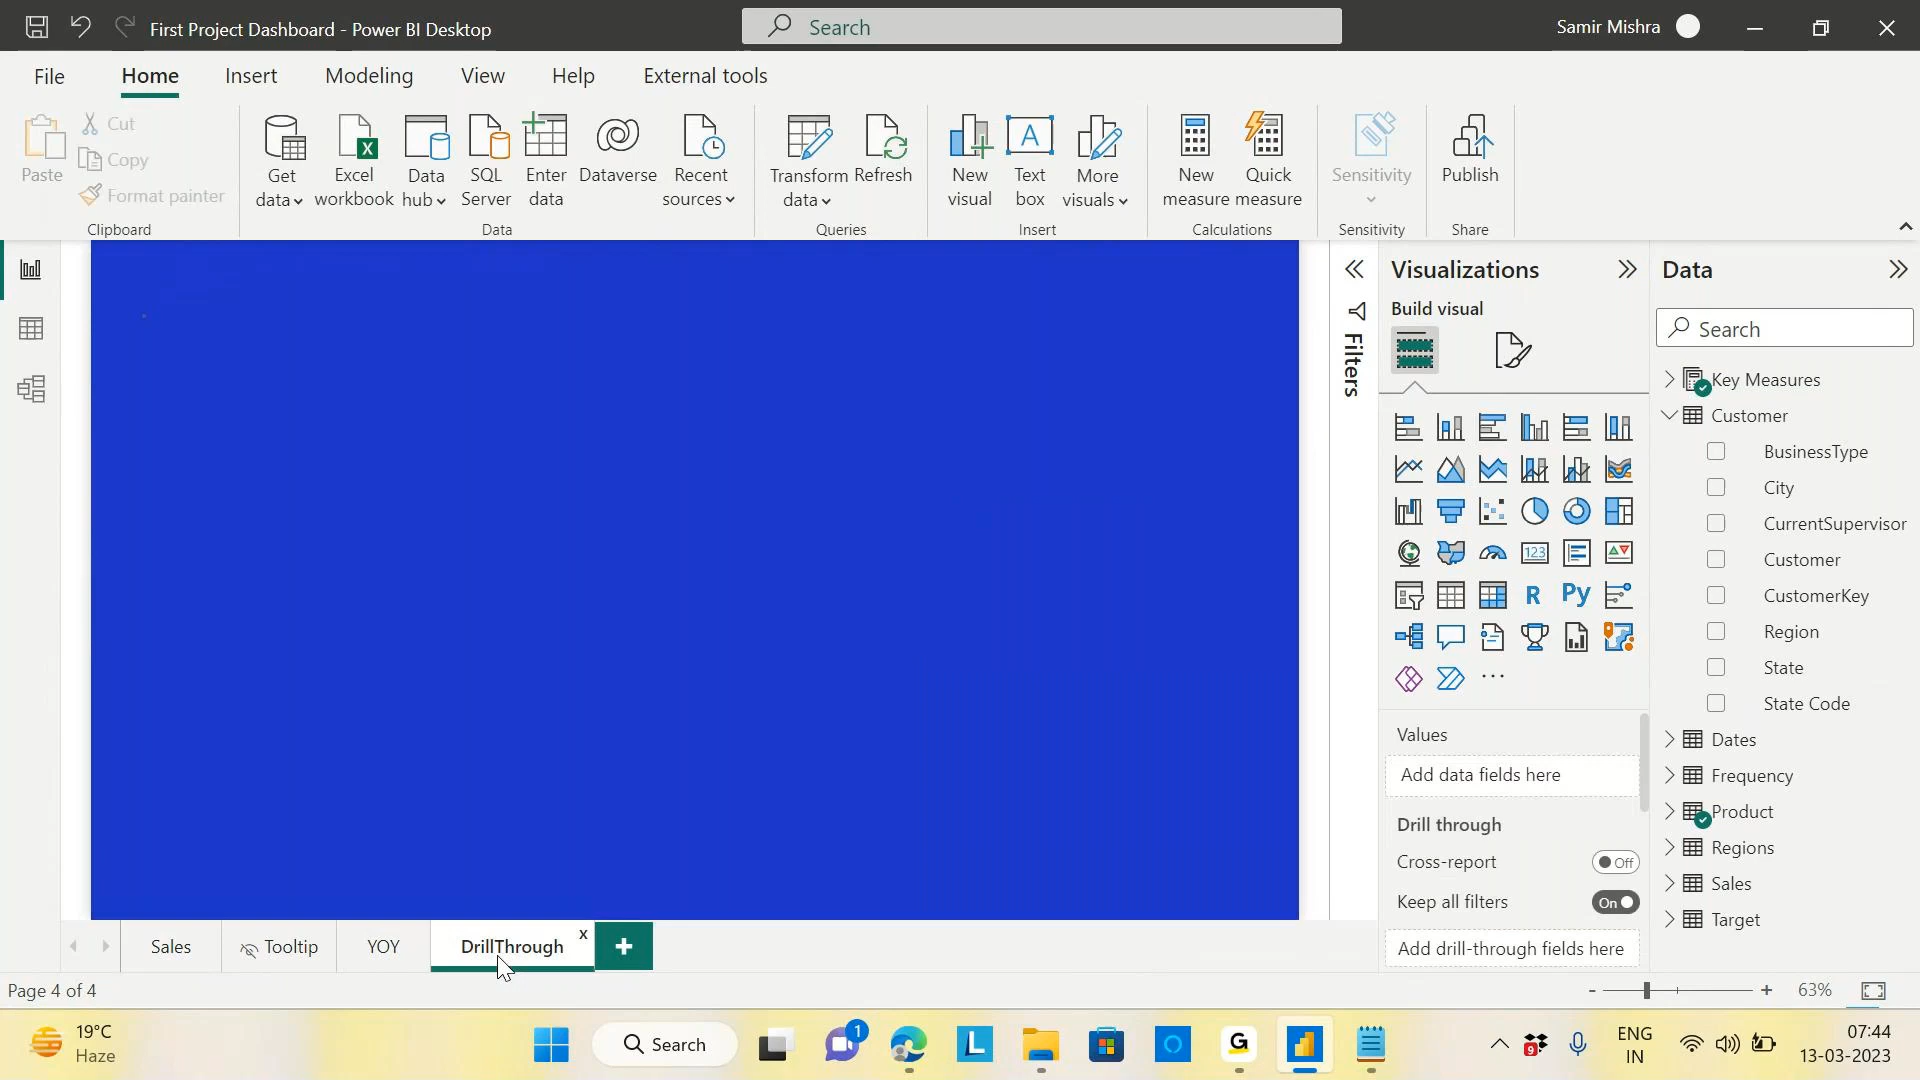 First Project Dashboard - Power BI Desktop
Search
Samir Mishra
File
Home
Insert
Modeling
View
Help
External tools
Paste
Cut
Copy
Format painter
Clipboard
Get data
Excel workbook
Data hub
SQL Server
Enter data
Dataverse
Recent sources
Data
Transform data
Refresh
Queries
New visual
Text box
More visuals
Insert
New measure
Quick measure
Calculations
Sensitivity
Sensitivity
Publish
Share
Filters
Visualizations
Build visual
123
R
Py
Values
Add data fields here
Drill through
Cross-report
Off
Keep all filters
On
Add drill-through fields here
Data
Search
Key Measures
Customer
BusinessType
City
CurrentSupervisor
Customer
CustomerKey
Region
State
State Code
Dates
Frequency
Product
Regions
Sales
Target
Sales
Tooltip
YOY
DrillThrough
x
Page 4 of 4
- + 63%
19°C
Haze
Search
1
L
G
9
ENG
IN
07:44
13-03-2023